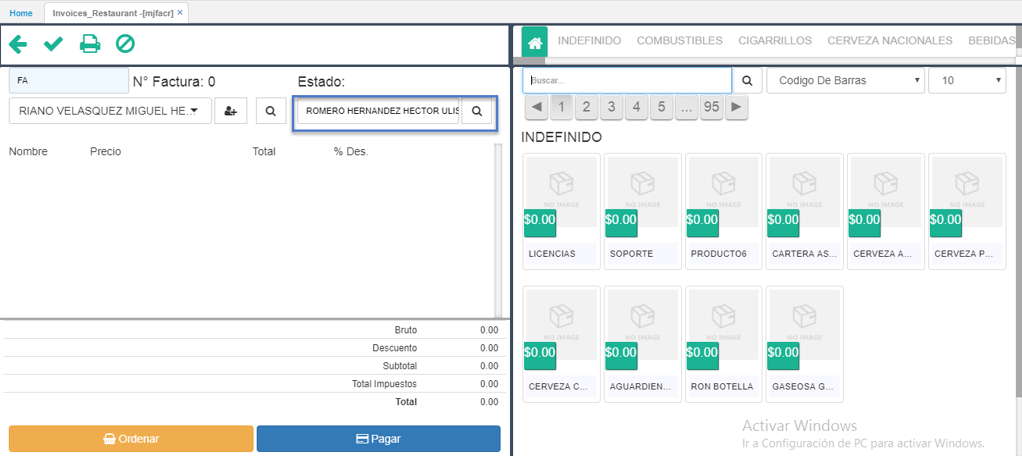 Home Invoices_Restaurant -[mjfacr] ×
INDEFINIDO COMBUSTIBLES CIGARRILLOS CERVEZA NACIONALES BEBIDAS
FA N° Factura: 0 Estado:
RIANO VELASQUEZ MIGUEL HE... ROMERO HERNANDEZ HECTOR ULIS
Nombre Precio Total % Des.
Bruto 0.00
Descuento 0.00
Subtotal 0.00
Total Impuestos 0.00
Total 0.00
Ordenar Pagar
Buscar... Codigo De Barras 10
1 2 3 4 5 ... 95
INDEFINIDO
NO IMAGE NO IMAGE NO IMAGE NO IMAGE NO IMAGE NO IMAGE
$0.00 $0.00 $0.00 $0.00 $0.00 $0.00
LICENCIAS SOPORTE PRODUCTO6 CARTERA AS... CERVEZA A... CERVEZA P...
NO IMAGE NO IMAGE NO IMAGE NO IMAGE
$0.00 $0.00 $0.00 $0.00
CERVEZA C... AGUARDIEN... RON BOTELLA GASEOSA G...
Activar Windows
Ir a Configuración de PC para activar Windows.